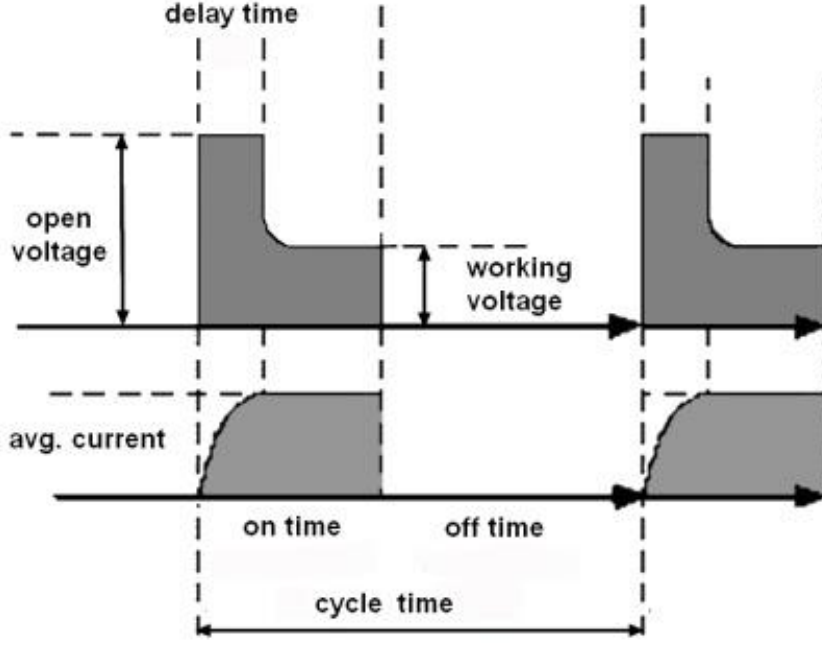 delay time
open
voltage
working
voltage
avg. current
on time
off time
cycle time